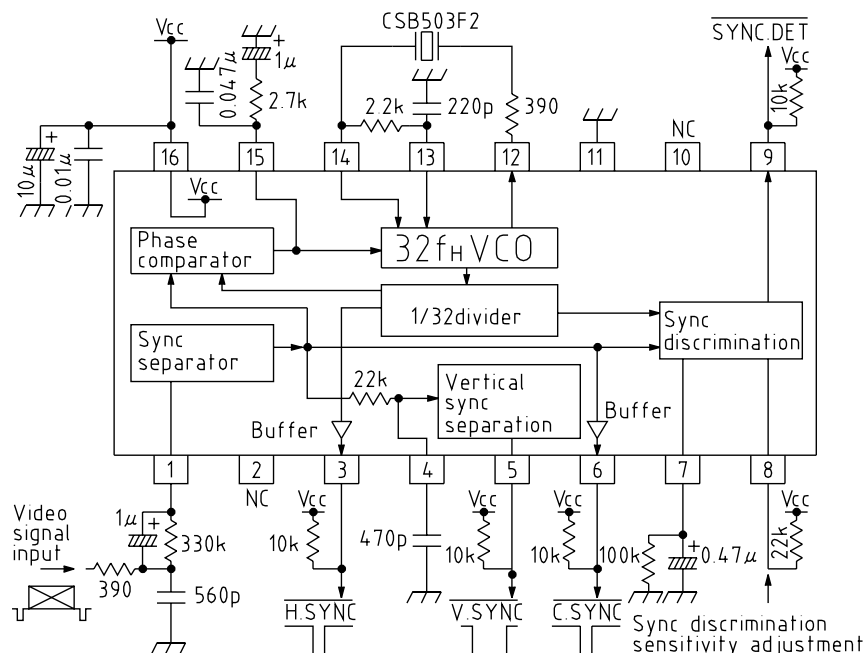 CSB503F2
SYNC.DET
Vcc
Vcc
1μ
0.047μ
2.7k
2.2k
220p
390
10k
NC
10μ
0.01μ
16
15
14
13
12
11
10
9
Vcc
Phase
comparator
32fH VCO
1/32divider
Sync
discrimination
Sync
separator
22k
Vertical
sync
separation
Buffer
Buffer
1
2
3
4
5
6
7
8
NC
Video
signal
input
1μ
330k
390
560p
Vcc
10k
470p
Vcc
10k
Vcc
10k
100k
0.47μ
Vcc
22k
H.SYNC
V.SYNC
C.SYNC
Sync discrimination
sensitivity adjustment